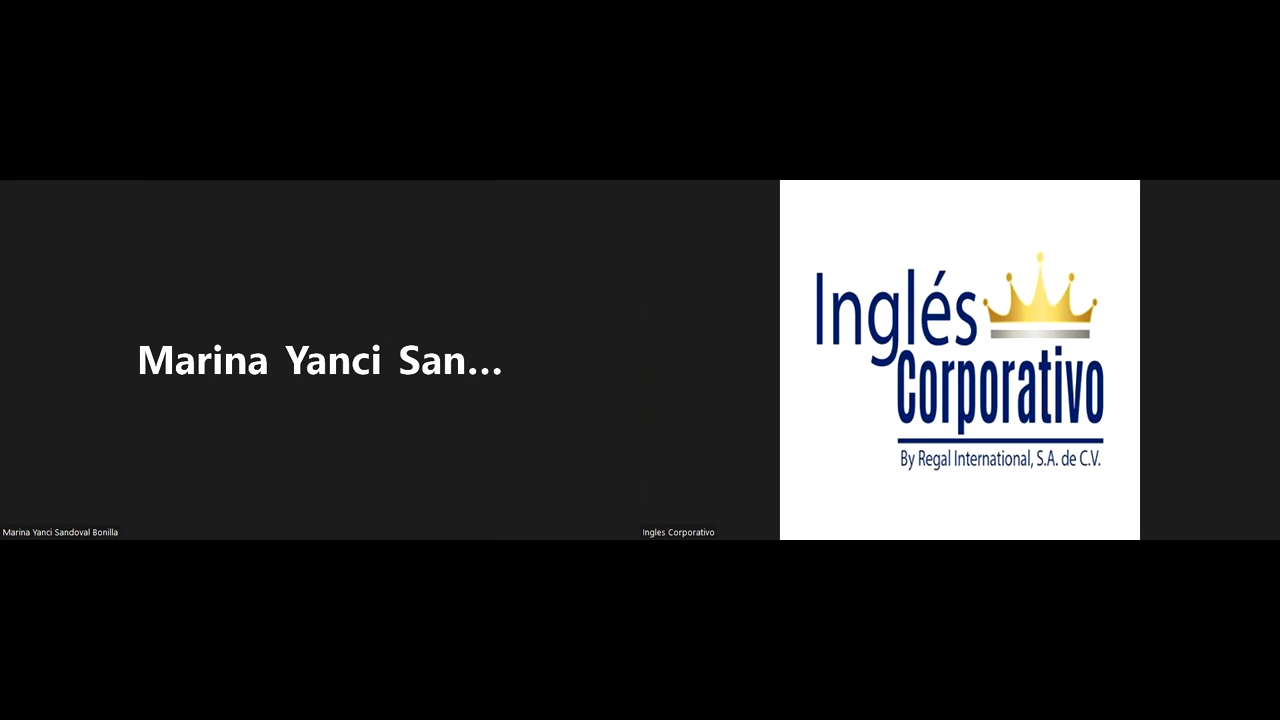 Marina Yanci San...
Marina Yanci Sandoval Bonilla
Inglés
Corporativo
By Regal International, S.A. de C.V.
Ingles Corporativo